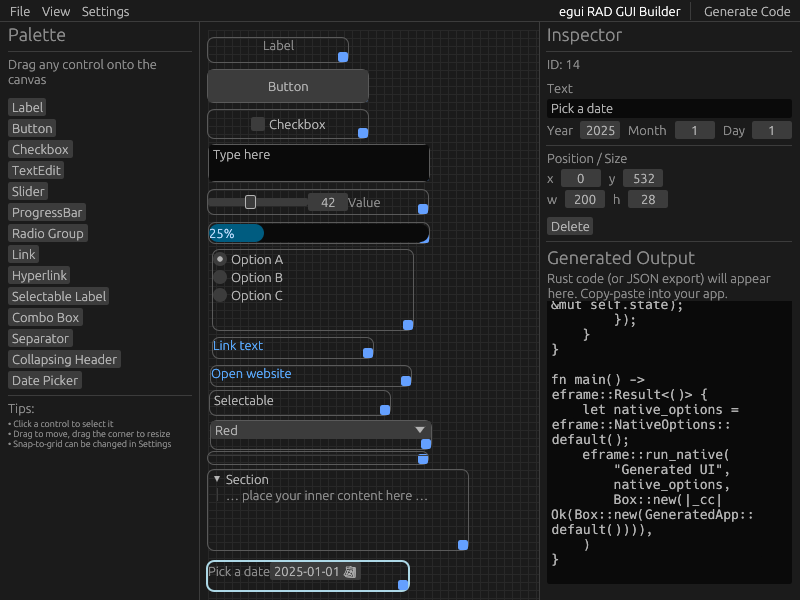 File View Settings egui RAD GUI Builder Generate Code
Palette
Drag any control onto the
canvas
Label
Button
Checkbox
TextEdit
Slider
ProgressBar
Radio Group
Link
Hyperlink
Selectable Label
Combo Box
Separator
Collapsing Header
Date Picker
Tips:
• Click a control to select it
• Drag to move, drag the corner to resize
• Snap-to-grid can be changed in Settings
Label
Button
Checkbox
Type here
42 Value
25%
Option A
Option B
Option C
Link text
Open website
Selectable
Red
Section
... place your inner content here ...
Pick a date 2025-01-01
Inspector
ID: 14
Text
Pick a date
Year 2025 Month 1 Day 1
Position / Size
x 0 y 532
w 200 h 28
Delete
Generated Output
Rust code (or JSON export) will appear
here. Copy-paste into your app.
&mut self.state);
});
}
}
fn main() ->
eframe::Result<()> {
let native_options =
eframe::NativeOptions::
default();
eframe::run_native(
"Generated UI",
native_options,
Box::new(|_cc|
Ok(Box::new(GeneratedApp::
default()))),
)
}